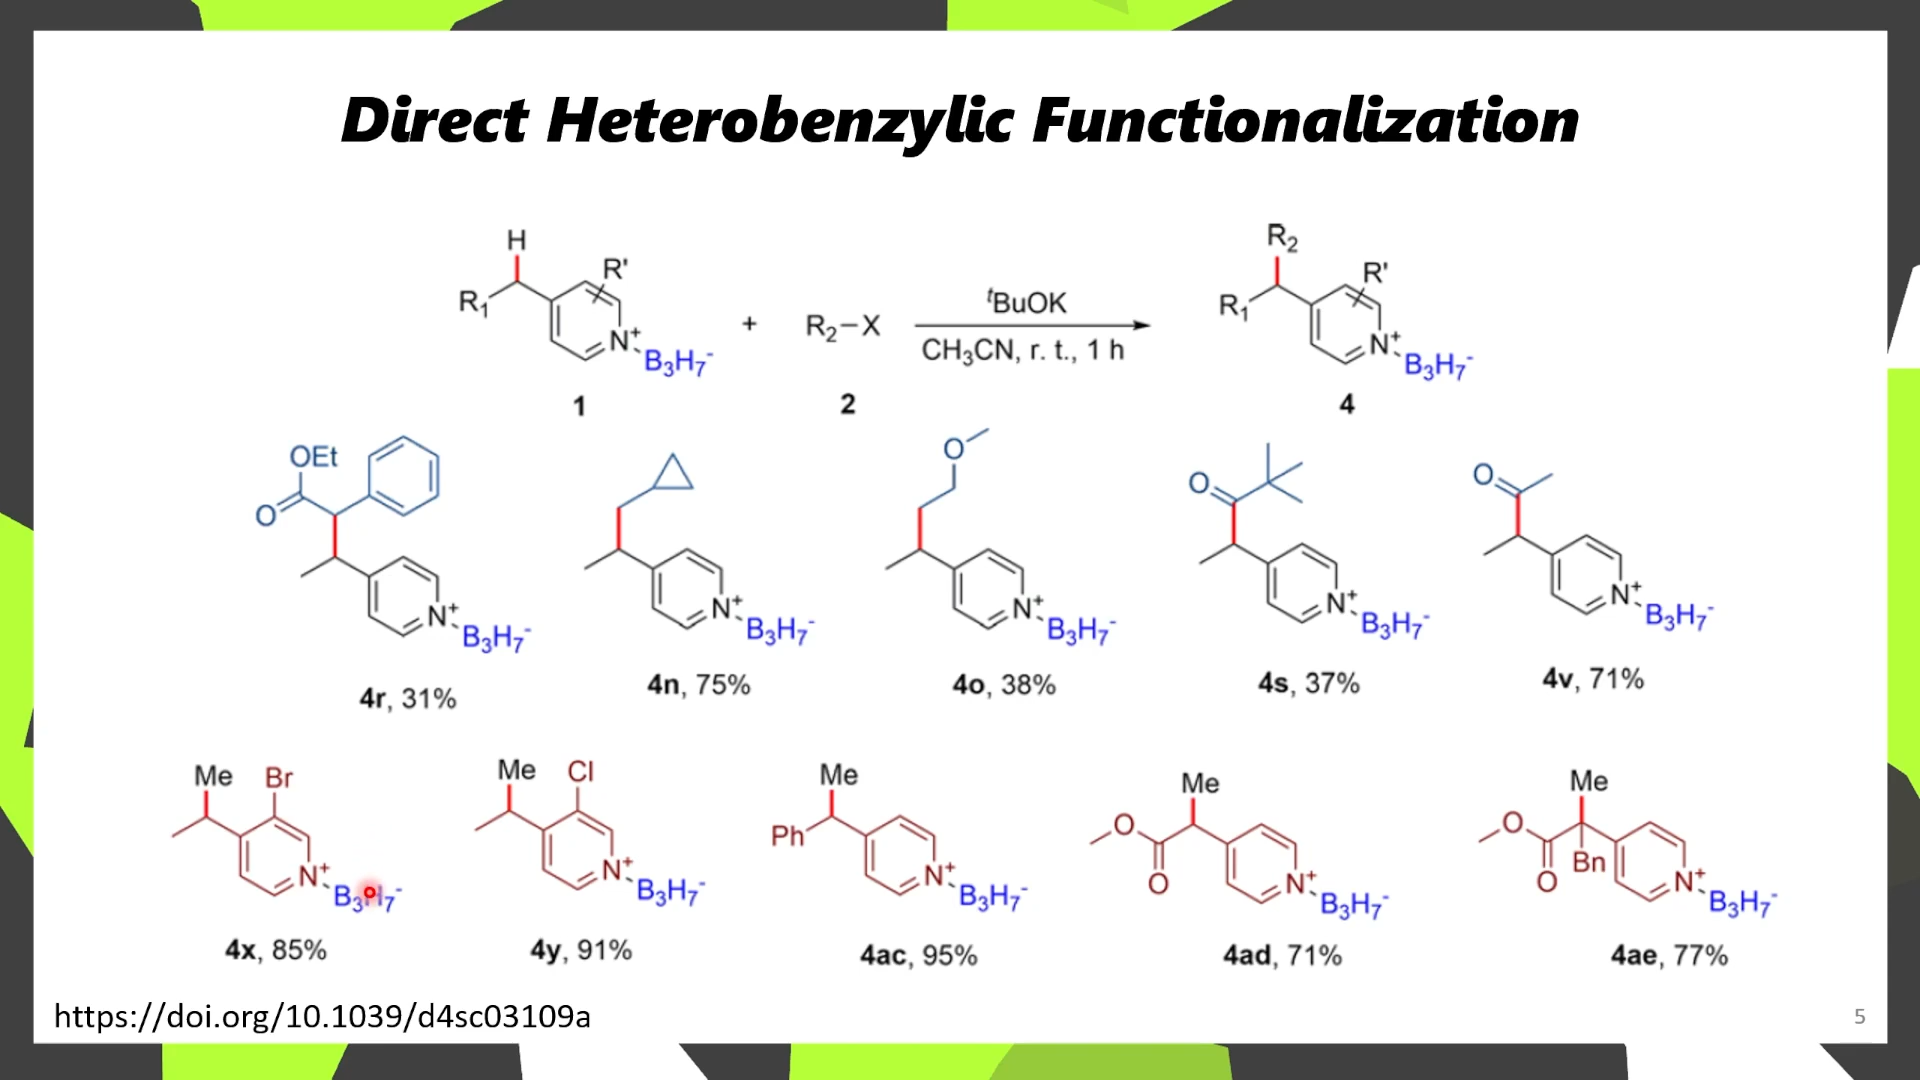 Direct Heterobenzylic Functionalization
H
R1
R'
N+
B3H7-
+
R2–X
tBuOK
CH3CN, r. t., 1 h
R2
R1
R'
N+
B3H7-
1
2
4
OEt
O
N+
B3H7-
4r, 31%
N+
B3H7-
4n, 75%
O
N+
B3H7-
4o, 38%
O
N+
B3H7-
4s, 37%
O
N+
B3H7-
4v, 71%
Me
Br
N+
B3H7-
4x, 85%
Me
Cl
N+
B3H7-
4y, 91%
Me
Ph
N+
B3H7-
4ac, 95%
Me
O
O
N+
B3H7-
4ad, 71%
Me
O
O
Bn
N+
B3H7-
4ae, 77%
https://doi.org/10.1039/d4sc03109a
5